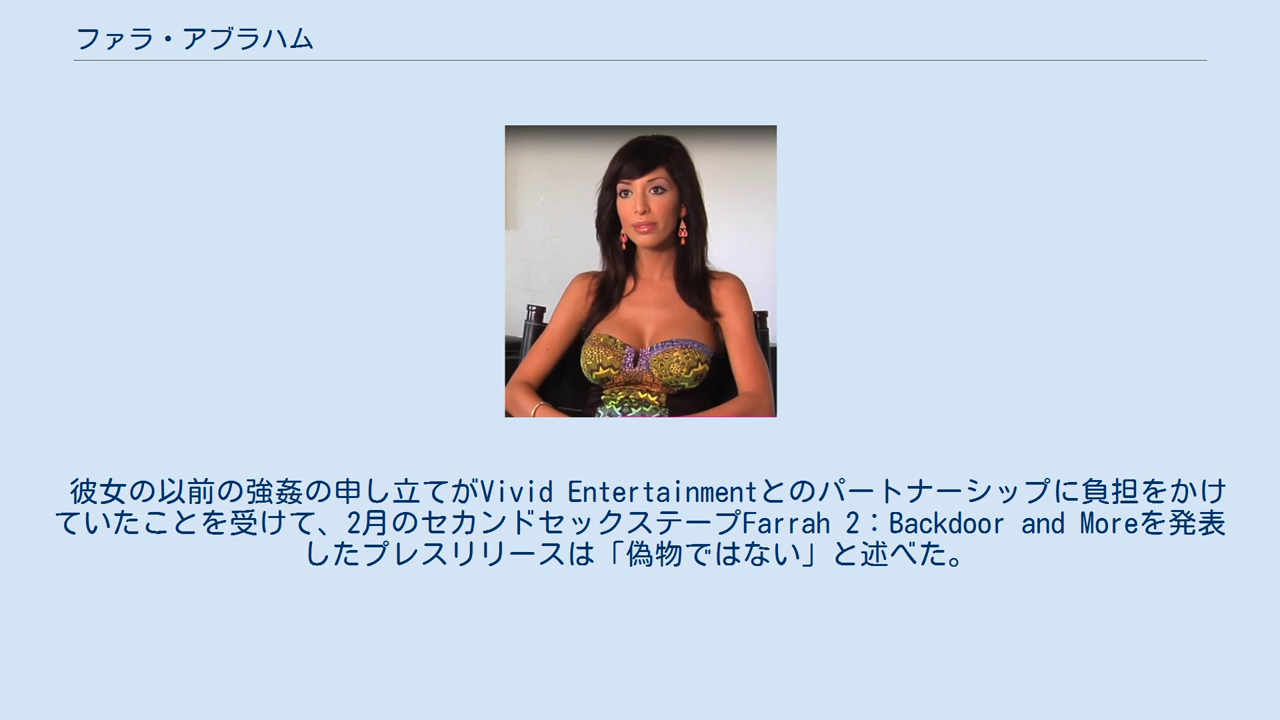 ファラ・アブラハム
彼女の以前の強姦の申し立てがVivid Entertainmentとのパートナーシップに負担をかけ
ていたことを受けて、2月のセカンドセックステープFarrah 2：Backdoor and Moreを発表
したプレスリリースは「偽物ではない」と述べた。